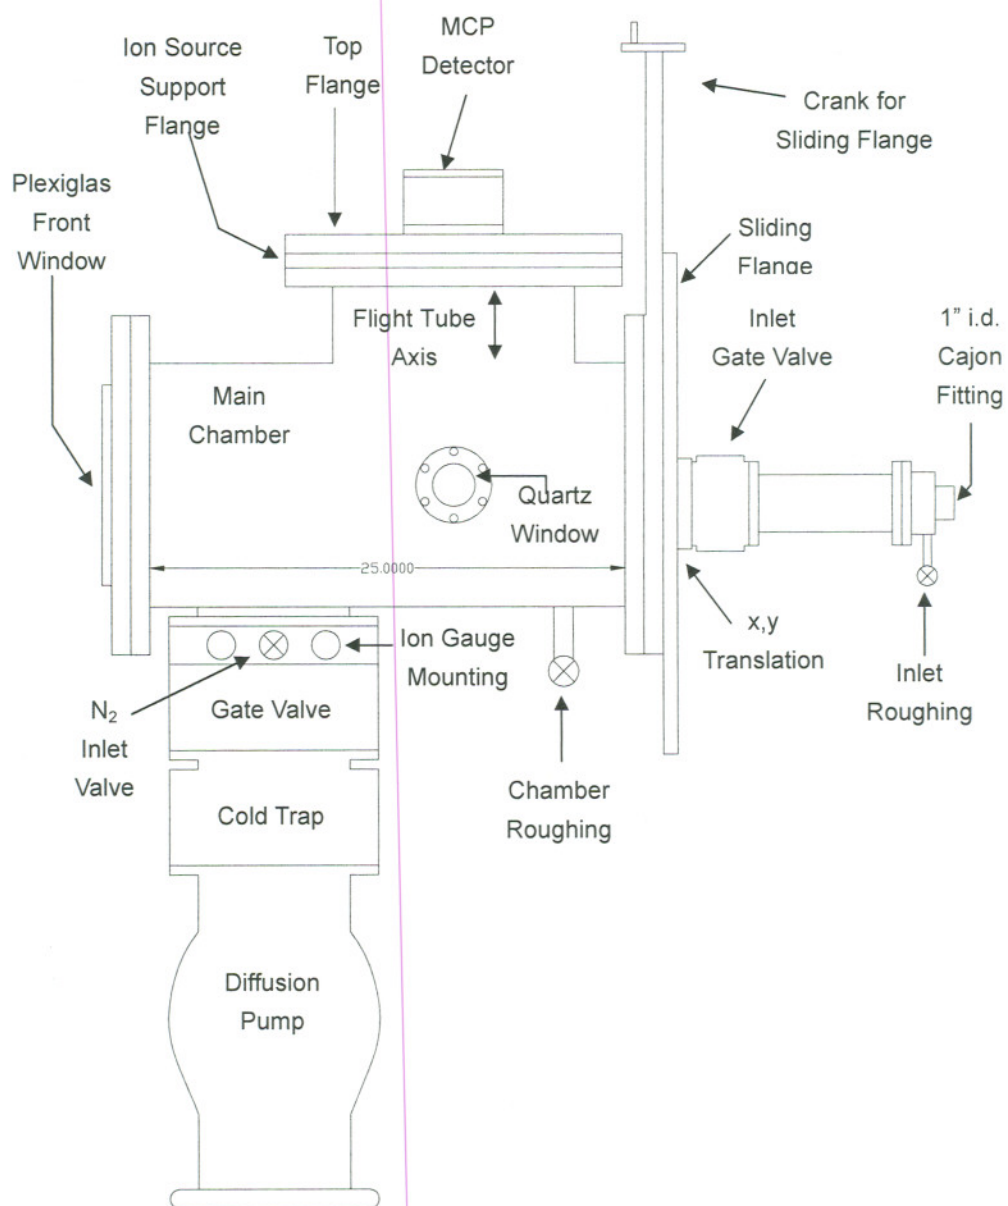 Ion Source
Support
Flange
Top
Flange
MCP
Detector
Crank for
Sliding Flange
Plexiglas
Front
Window
Sliding
Flange
Flight Tube
Axis
Inlet
Gate Valve
1” i.d.
Cajon
Fitting
Main
Chamber
Quartz
Window
25.0000
x,y
Translation
Ion Gauge
Mounting
Inlet
Roughing
N₂
Inlet
Valve
Gate Valve
Chamber
Roughing
Cold Trap
Diffusion
Pump